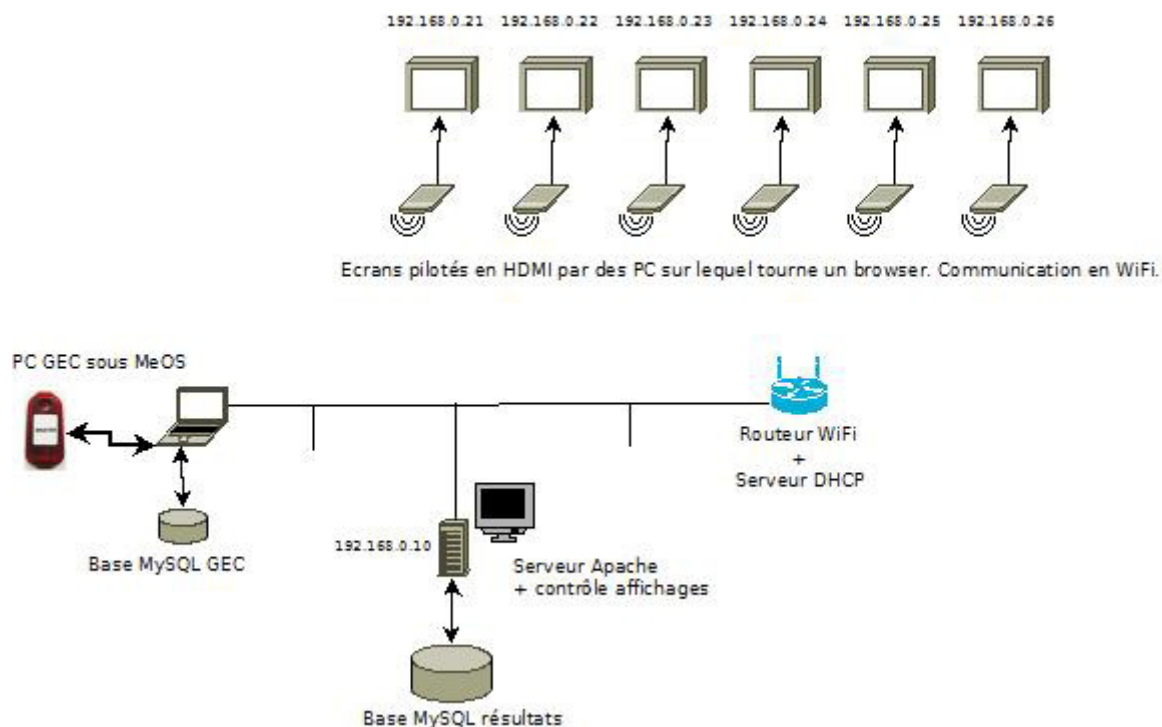 192.168.0.21 192.168.0.22 192.168.0.23 192.168.0.24 192.168.0.25 192.168.0.26
Ecrans pilotés en HDMI par des PC sur lequel tourne un browser. Communication en WiFi.
PC GEC sous MeOS
Routeur WiFi
+
Serveur DHCP
Base MySQL GEC
192.168.0.10
Serveur Apache
+ contrôle affichages
Base MySQL résultats